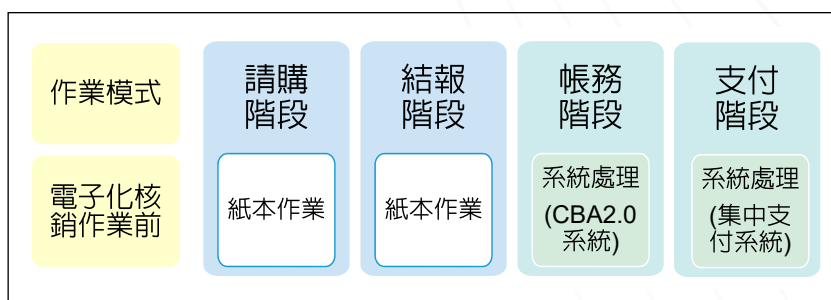 作業模式
請購
階段
結報
階段
帳務
階段
支付
階段
電子化核
銷作業前
紙本作業
紙本作業
系統處理
(CBA2.0
系統)
系統處理
(集中支
付系統)